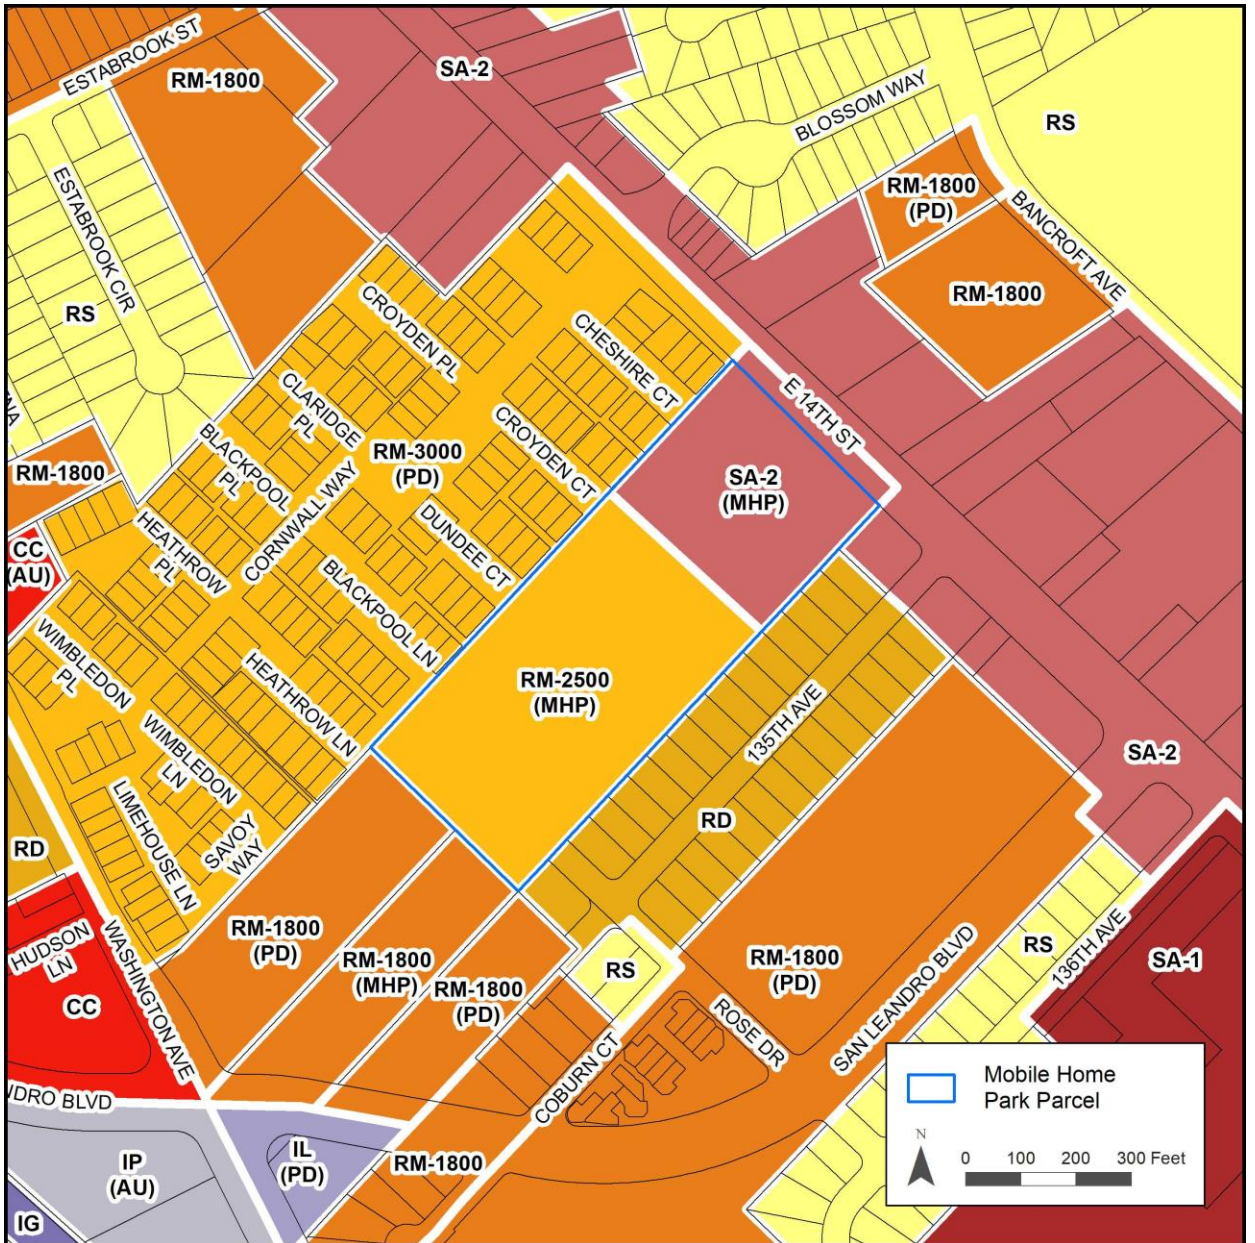 ESTABROOK ST
RM-1800
SA-2
BLOSSOM WAY
RS
RM-1800
(PD)
BANCROFT AVE
RM-1800
ESTABROOK CIR
RS
CROYDEN PL
CHESHIRE CT
E 14TH ST
CLARIDGE
PL
RM-3000
(PD)
CROYDEN CT
SA-2
(MHP)
BLACKPOOL
PL
CORNWALL WAY
DUNDEE CT
NA
RM-1800
HEATHROW
PL
BLACKPOOL LN
CC
(AU)
WIMBLEDON
PL
HEATHROW LN
RM-2500
(MHP)
135TH AVE
WIMBLEDON
LN
SA-2
LIMEHOUSE LN
SAVOY
WAY
RD
RD
RM-1800
(PD)
RM-1800
(MHP)
RM-1800
(PD)
RS
RM-1800
(PD)
SAN LEANDRO BLVD
RS
136TH AVE
SA-1
HUDSON
LN
CC
WASHINGTON AVE
ROSE DR
COBURN CT
NDRO BLVD
IP
(AU)
IL
(PD)
RM-1800
IG
Mobile Home
Park Parcel
N
0 100 200 300 Feet